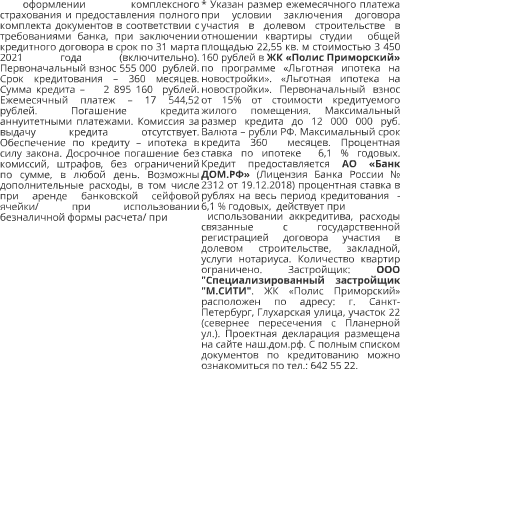 оформлении комплексного
страхования и предоставления полного
комплекта документов в соответствии с
требованиями банка, при заключении
кредитного договора в срок по 31 марта
2021 года (включительно).
Первоначальный взнос 555 000 рублей.
Срок кредитования – 360 месяцев.
Сумма кредита – 2 895 160 рублей.
Ежемесячный платеж – 17 544,52
рублей. Погашение кредита
аннуитетными платежами. Комиссия за
выдачу кредита отсутствует.
Обеспечение по кредиту – ипотека в
силу закона. Досрочное погашение без
комиссий, штрафов, без ограничений
по сумме, в любой день. Возможны
дополнительные расходы, в том числе
при аренде банковской сейфовой
ячейки/ при использовании
безналичной формы расчета/ при
* Указан размер ежемесячного платежа
при условии заключения договора
участия в долевом строительстве в
отношении квартиры студии общей
площадью 22,55 кв. м стоимостью 3 450
160 рублей в ЖК «Полис Приморский»
по программе «Льготная ипотека на
новостройки». «Льготная ипотека на
новостройки». Первоначальный взнос
от 15% от стоимости кредитуемого
жилого помещения. Максимальный
размер кредита до 12 000 000 руб.
Валюта – рубли РФ. Максимальный срок
кредита 360 месяцев. Процентная
ставка по ипотеке 6,1 % годовых.
Кредит предоставляется АО «Банк
ДОМ.РФ» (Лицензия Банка России №
2312 от 19.12.2018) процентная ставка в
рублях на весь период кредитования -
6,1 % годовых, действует при
использовании аккредитива, расходы
связанные с государственной
регистрацией договора участия в
долевом строительстве, закладной,
услуги нотариуса. Количество квартир
ограничено. Застройщик: ООО
"Специализированный застройщик
"М.СИТИ". ЖК «Полис Приморский»
расположен по адресу: г. Санкт-
Петербург, Глухарская улица, участок 22
(севернее пересечения с Планерной
ул.). Проектная декларация размещена
на сайте наш.дом.рф. С полным списком
документов по кредитованию можно
ознакомиться по тел.: 642 55 22.